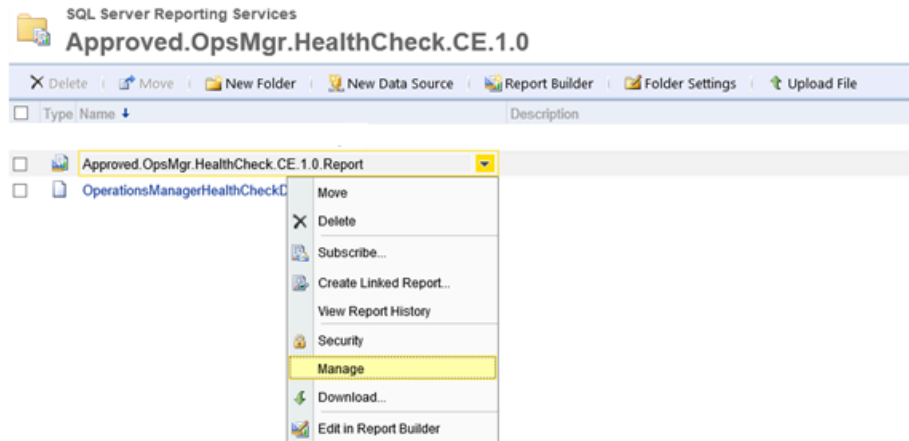 SQL Server Reporting Services
Approved.OpsMgr.HealthCheck.CE.1.0
Delete Move New Folder New Data Source Report Builder Folder Settings Upload File
Type Name Description
Approved.OpsMgr.HealthCheck.CE.1.0.Report
OperationsManagerHealthCheckD
Move
Delete
Subscribe...
Create Linked Report...
View Report History
Security
Manage
Download...
Edit in Report Builder